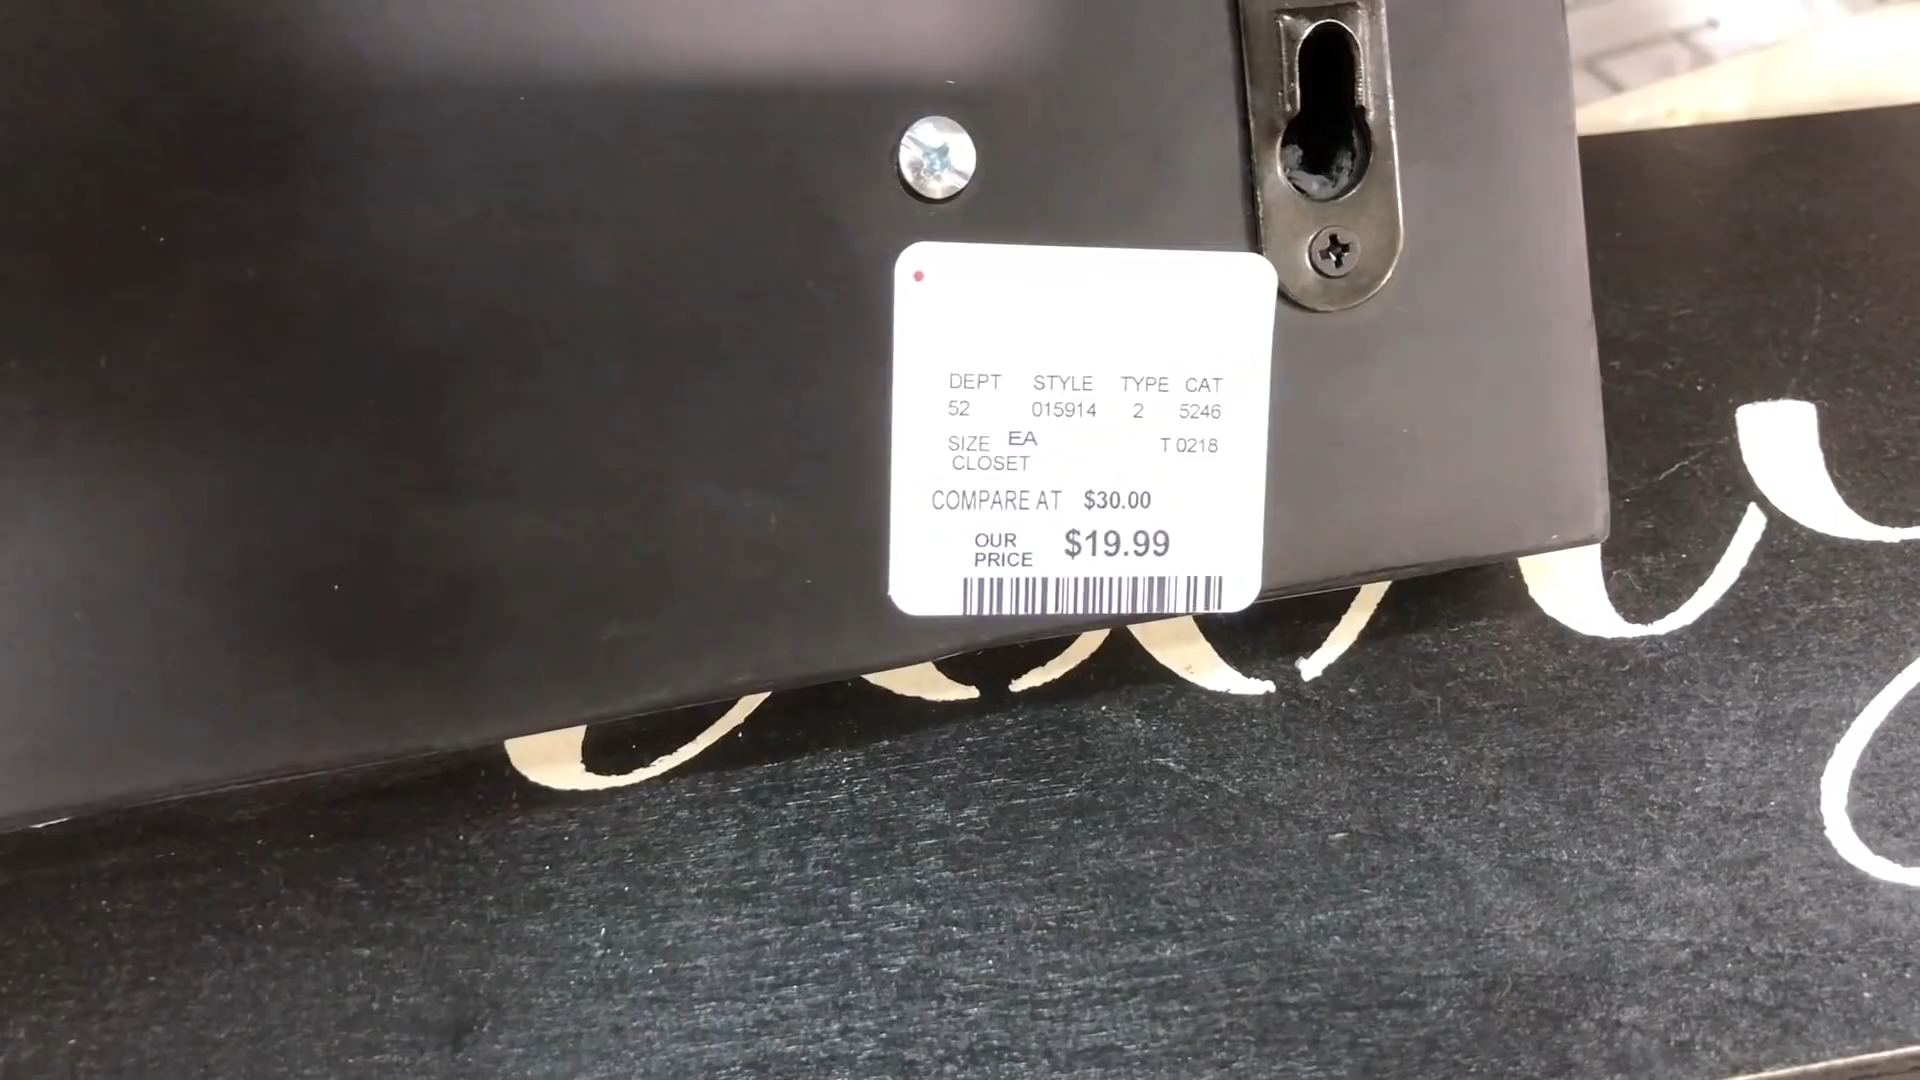 DEPT STYLE TYPE CAT
52 015914 2 5246
SIZE EA T 0218
CLOSET
COMPARE AT $30.00
OUR PRICE $19.99